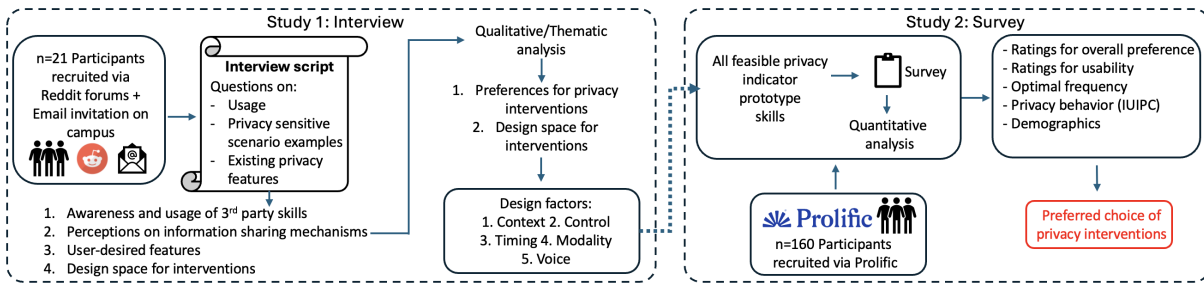 Study 1: Interview
n=21 Participants
recruited via
Reddit forums +
Email invitation on
campus
Interview script
Questions on:
- Usage
- Privacy sensitive
scenario examples
- Existing privacy
features
1. Awareness and usage of 3rd party skills
2. Perceptions on information sharing mechanisms
3. User-desired features
4. Design space for interventions
Qualitative/Thematic
analysis
1. Preferences for privacy
interventions
2. Design space for
interventions
Design factors:
1. Context 2. Control
3. Timing 4. Modality
5. Voice
Study 2: Survey
All feasible privacy
indicator
prototype
skills
Survey
Quantitative
analysis
Prolific
n=160 Participants
recruited via Prolific
- Ratings for overall preference
- Ratings for usability
- Optimal frequency
- Privacy behavior (IUIPC)
- Demographics
Preferred choice of
privacy interventions